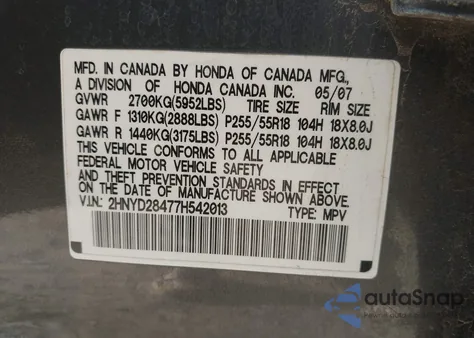 MFD. IN CANADA BY HONDA OF CANADA MFG.,
A DIVISION OF HONDA CANADA INC. 05/07
GVWR 2700KG(5952LBS) TIRE SIZE RIM SIZE
GAWR F 1310KG(2888LBS) P255/55R18 104H 18X8.0J
GAWR R 1440KG(3175LBS) P255/55R18 104H 18X8.0J
THIS VEHICLE CONFORMS TO ALL APPLICABLE
FEDERAL MOTOR VEHICLE SAFETY
AND THEFT PREVENTION STANDARDS IN EFFECT
ON THE DATE OF MANUFACTURE SHOWN ABOVE.
V.I.N.: 2HNYD28477H542013 TYPE: MPV
autoSnap